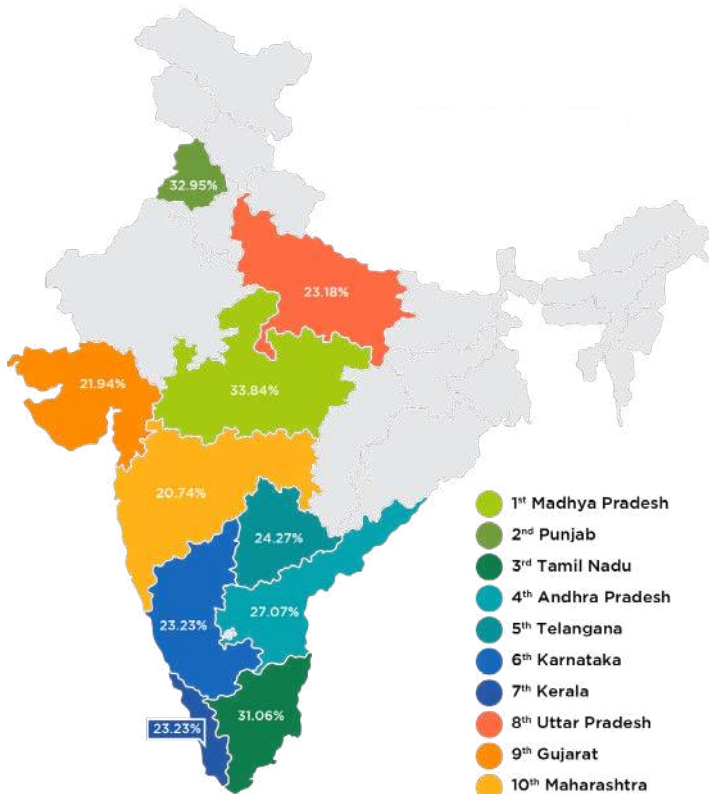 32.95%
23.18%
21.94%
33.84%
20.74%
24.27%
27.07%
23.23%
31.06%
23.23%
1st Madhya Pradesh
2nd Punjab
3rd Tamil Nadu
4th Andhra Pradesh
5th Telangana
6th Karnataka
7th Kerala
8th Uttar Pradesh
9th Gujarat
10th Maharashtra